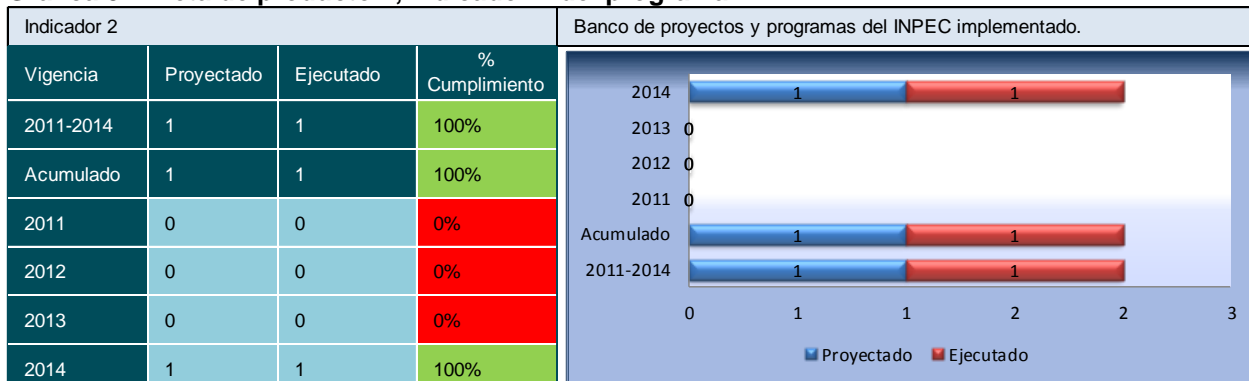 Indicador 2
Banco de proyectos y programas del INPEC implementado.
Vigencia Proyectado Ejecutado % Cumplimiento
2011-2014 1 1 100%
Acumulado 1 1 100%
2011 0 0 0%
2012 0 0 0%
2013 0 0 0%
2014 1 1 100%
2014 1 1
2013 0
2012 0
2011 0
Acumulado 1 1
2011-2014 1 1
0 1 1 2 2 3
Proyectado Ejecutado